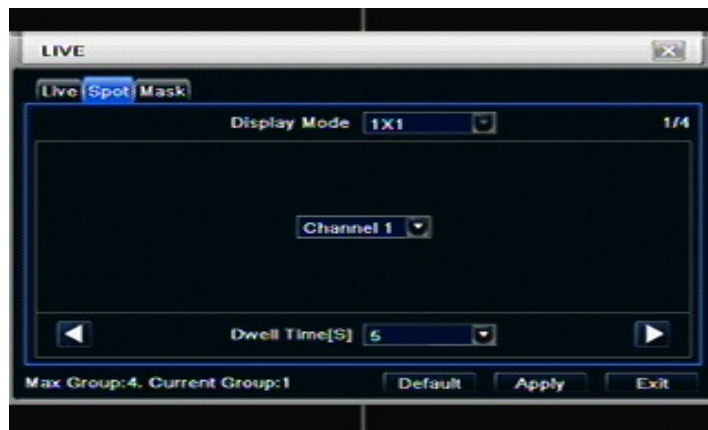 LIVE
Live Spot Mask
Display Mode 1X1 1/4
Channel 1
Dwell Time[S] 5
Max Group:4. Current Group:1 Default Apply Exit